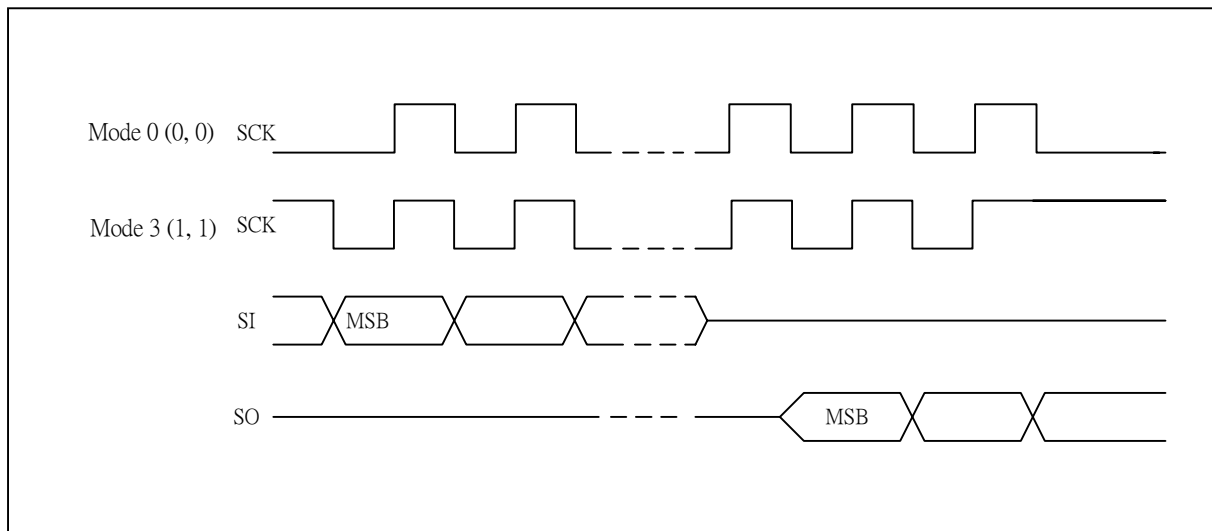 Mode 0 (0, 0) SCK
Mode 3 (1, 1) SCK
SI MSB
SO MSB